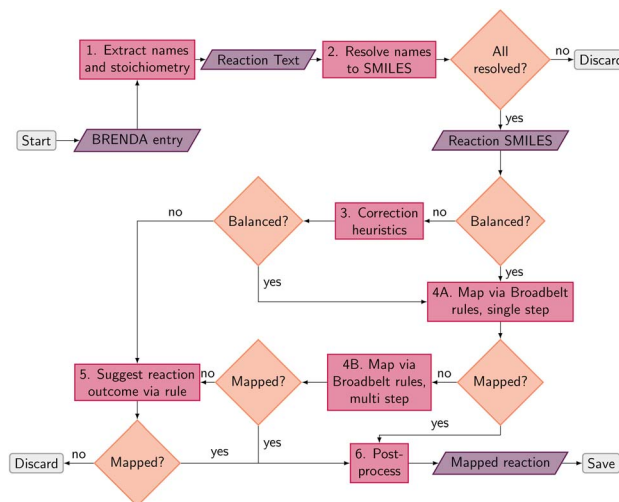 1. Extract names
and stoichiometry
Reaction Text
2. Resolve names
to SMILES
All
resolved?
no
Discard
Start
BRENDA entry
yes
Reaction SMILES
no
Balanced?
3. Correction
heuristics
no
Balanced?
yes
yes
4A. Map via Broadbelt
rules, single step
5. Suggest reaction
outcome via rule
no
Mapped?
4B. Map via
Broadbelt rules,
multi step
no
Mapped?
yes
yes
Discard
no
Mapped?
yes
6. Post-
process
Mapped reaction
Save